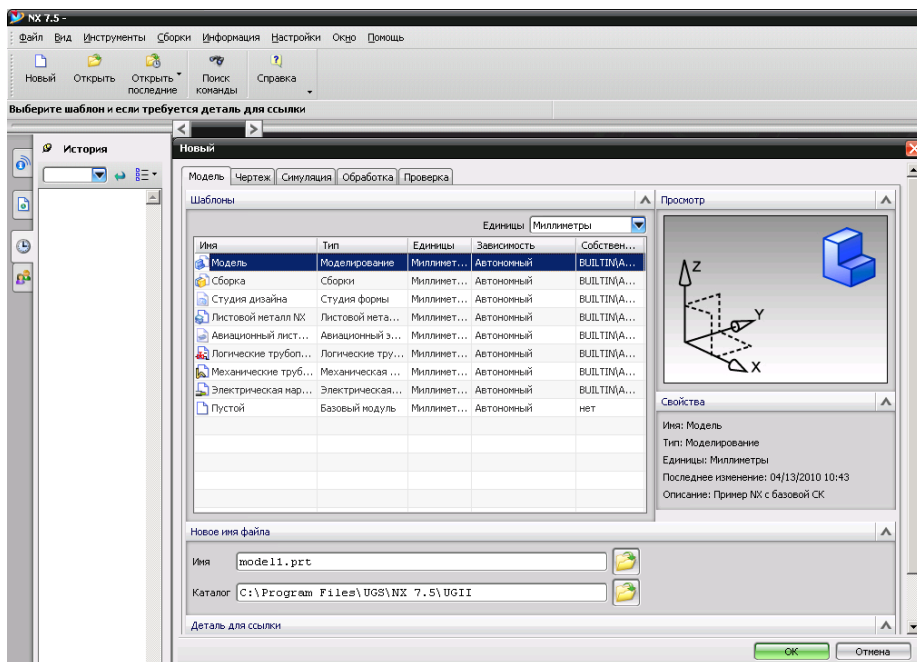 NX 7.5 -
Файл Вид Инструменты Сборки Информация Настройки Окно Помощь
Новый Открыть Открыть последние Поиск команды Справка
Выберите шаблон и если требуется деталь для ссылки
История
Новый
Модель Чертеж Симуляция Обработка Проверка
Шаблоны
Единицы Миллиметры
Имя Тип Единицы Зависимость Собствен...
Модель Моделирование Миллимет... Автономный BUILTIN\A...
Сборка Сборки Миллимет... Автономный BUILTIN\A...
Студия дизайна Студия формы Миллимет... Автономный BUILTIN\A...
Листовой металл NX Листовой мета... Миллимет... Автономный BUILTIN\A...
Авиационный лист... Авиационный э... Миллимет... Автономный BUILTIN\A...
Логические трубоп... Логические тру... Миллимет... Автономный BUILTIN\A...
Механические труб... Механическая ... Миллимет... Автономный BUILTIN\A...
Электрическая мар... Электрическая... Миллимет... Автономный BUILTIN\A...
Пустой Базовый модуль Миллимет... Автономный нет
Просмотр
Z
Y
X
Свойства
Имя: Модель
Тип: Моделирование
Единицы: Миллиметры
Последнее изменение: 04/13/2010 10:43
Описание: Пример NX с базовой СК
Новое имя файла
Имя model1.prt
Каталог C:\Program Files\UGS\NX 7.5\UGII
Деталь для ссылки
OK Отмена